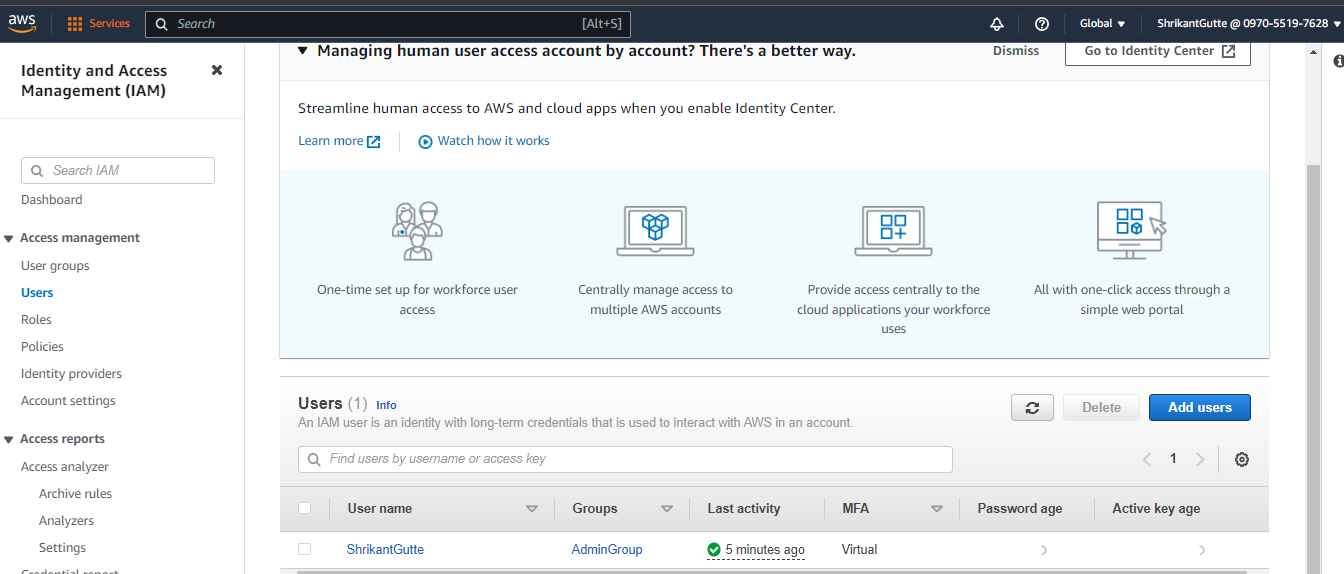 aws
Services
Search
[Alt+S]
Global
ShrikantGutte @ 0970-5519-7628
Identity and Access
Management (IAM)
Search IAM
Dashboard
Access management
User groups
Users
Roles
Policies
Identity providers
Account settings
Access reports
Access analyzer
Archive rules
Analyzers
Settings
Credential report
Managing human user access account by account? There's a better way.
Dismiss
Go to Identity Center
Streamline human access to AWS and cloud apps when you enable Identity Center.
Learn more
Watch how it works
One-time set up for workforce user
access
Centrally manage access to
multiple AWS accounts
Provide access centrally to the
cloud applications your workforce
uses
All with one-click access through a
simple web portal
Users (1) Info
An IAM user is an identity with long-term credentials that is used to interact with AWS in an account.
Delete
Add users
Find users by username or access key
1
User name Groups Last activity MFA Password age Active key age
ShrikantGutte AdminGroup 5 minutes ago Virtual